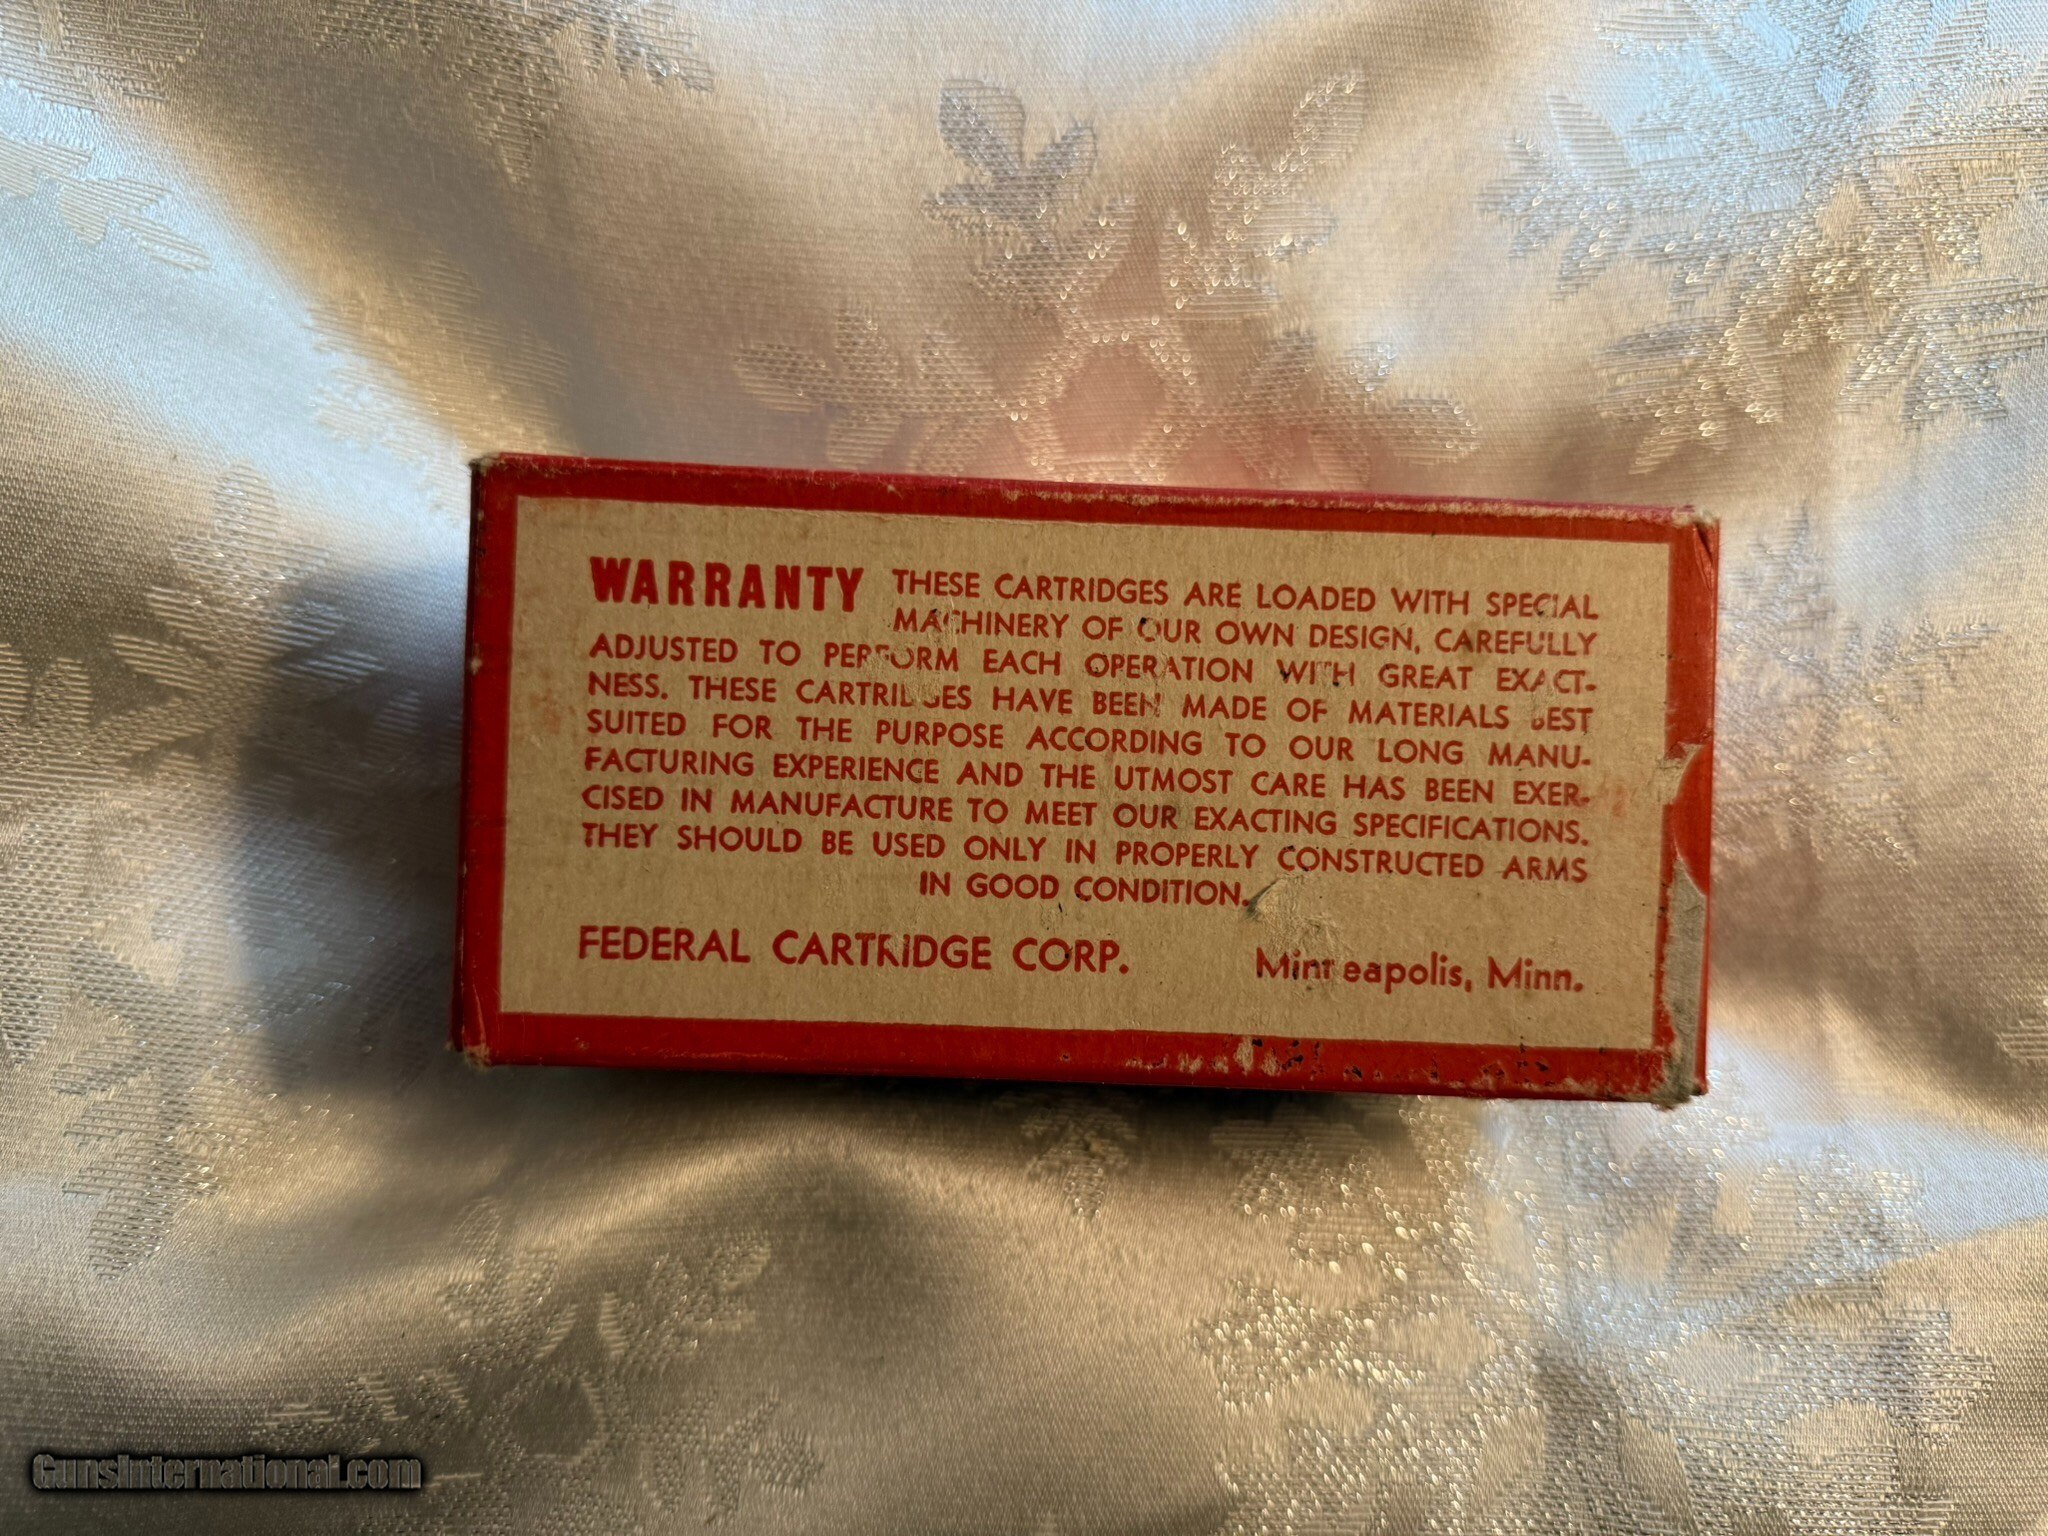 WARRANTY THESE CARTRIDGES ARE LOADED WITH SPECIAL
MACHINERY OF OUR OWN DESIGN, CAREFULLY
ADJUSTED TO PERFORM EACH OPERATION WITH GREAT EXACT-
NESS. THESE CARTRIDGES HAVE BEEN MADE OF MATERIALS BEST
SUITED FOR THE PURPOSE ACCORDING TO OUR LONG MANU-
FACTURING EXPERIENCE AND THE UTMOST CARE HAS BEEN EXER-
CISED IN MANUFACTURE TO MEET OUR EXACTING SPECIFICATIONS.
THEY SHOULD BE USED ONLY IN PROPERLY CONSTRUCTED ARMS
IN GOOD CONDITION.
FEDERAL CARTRIDGE CORP. Minneapolis, Minn.
GunsInternational.com